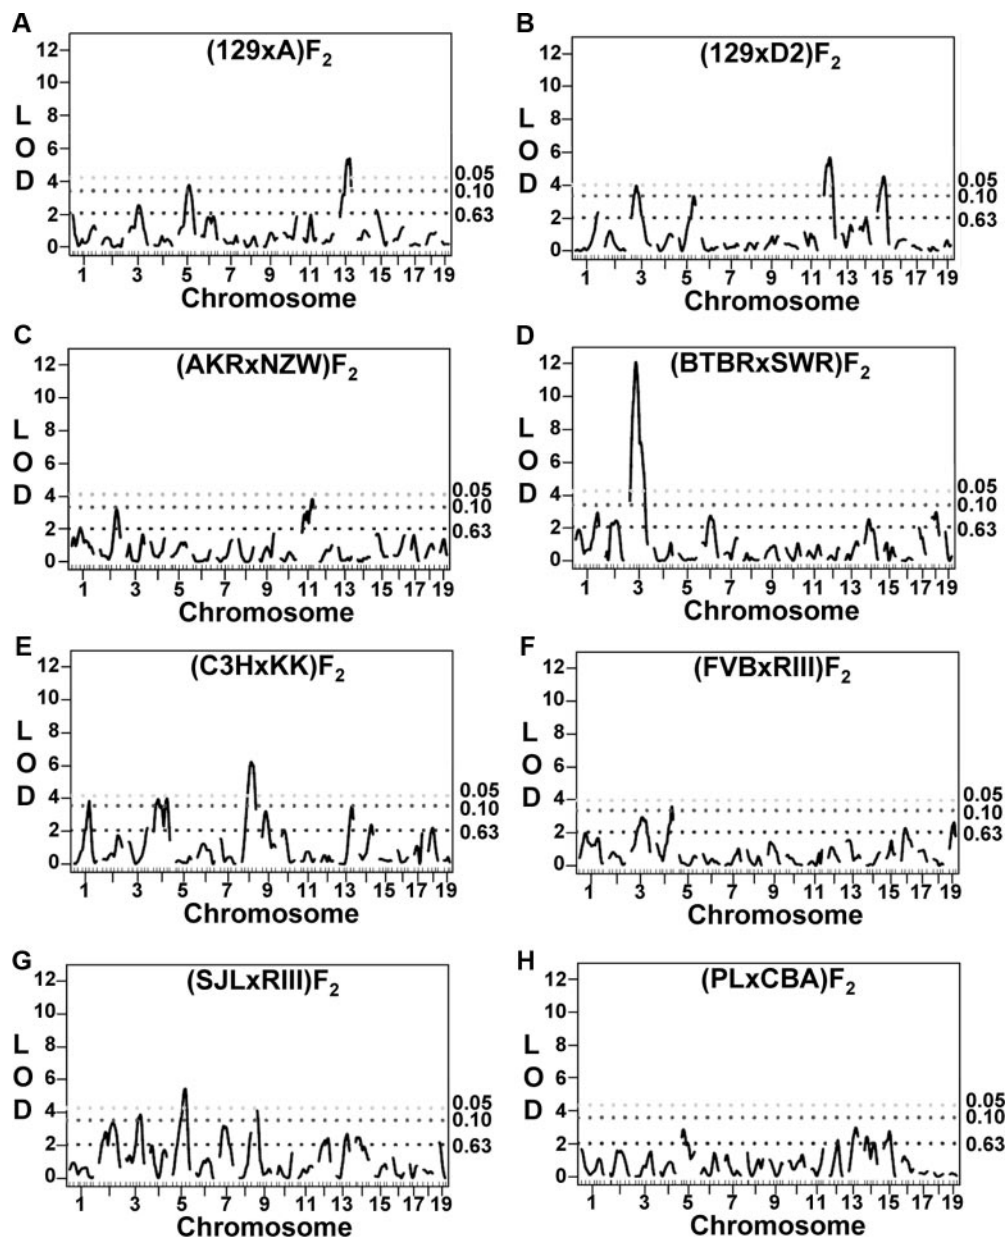 A
(129xA)F2
12
10
8
6
4
2
0
L
O
D
0.05
0.10
0.63
1 3 5 7 9 11 13 15 17 19
Chromosome
B
(129xD2)F2
12
10
8
6
4
2
0
L
O
D
0.05
0.10
0.63
1 3 5 7 9 11 13 15 17 19
Chromosome
C
(AKRxNZW)F2
12
10
8
6
4
2
0
L
O
D
0.05
0.10
0.63
1 3 5 7 9 11 13 15 17 19
Chromosome
D
(BTBRxSWR)F2
12
10
8
6
4
2
0
L
O
D
0.05
0.10
0.63
1 3 5 7 9 11 13 15 17 19
Chromosome
E
(C3HxKK)F2
12
10
8
6
4
2
0
L
O
D
0.05
0.10
0.63
1 3 5 7 9 11 13 15 17 19
Chromosome
F
(FVBxRIII)F2
12
10
8
6
4
2
0
L
O
D
0.05
0.10
0.63
1 3 5 7 9 11 13 15 17 19
Chromosome
G
(SJLxRIII)F2
12
10
8
6
4
2
0
L
O
D
0.05
0.10
0.63
1 3 5 7 9 11 13 15 17 19
Chromosome
H
(PLxCBA)F2
12
10
8
6
4
2
0
L
O
D
0.05
0.10
0.63
1 3 5 7 9 11 13 15 17 19
Chromosome